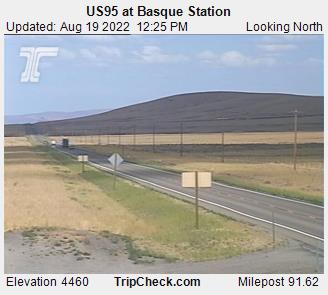 US95 at Basque Station
Updated: Aug 19 2022 12:25 PM Looking North
Elevation 4460 TripCheck.com Milepost 91.62